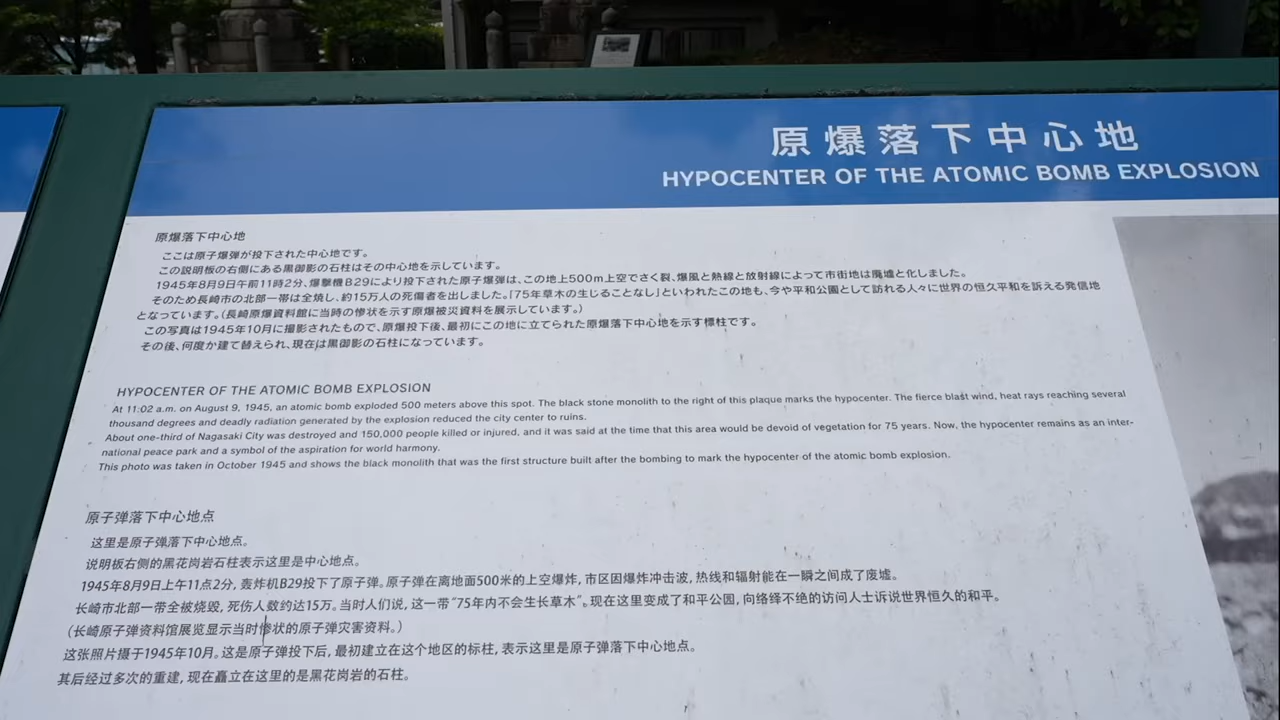 原爆落下中心地
HYPOCENTER OF THE ATOMIC BOMB EXPLOSION
原爆落下中心地
ここは原子爆弾が投下された中心地です。
この説明板の右側にある黒御影の石柱はその中心地を示しています。
1945年8月9日午前11時2分、爆撃機B29により投下された原子爆弾は、この地上500m上空でさく裂、爆風と熱線と放射線によって市街地は廃墟と化しました。
そのため長崎市の北部一帯は全焼し、約15万人の死傷者を出しました。「75年草木の生じることなし」といわれたこの地も、今や平和公園として訪れる人々に世界の恒久平和を訴える発信地
となっています。（長崎原爆資料館に当時の惨状を示す原爆被災資料を展示しています。）
この写真は1945年10月に撮影されたもので、原爆投下後、最初にこの地に立てられた原爆落下中心地を示す標柱です。
その後、何度か建て替えられ、現在は黒御影の石柱になっています。
HYPOCENTER OF THE ATOMIC BOMB EXPLOSION
At 11:02 a.m. on August 9, 1945, an atomic bomb exploded 500 meters above this spot. The black stone monolith to the right of this plaque marks the hypocenter. The fierce blast wind, heat rays reaching several
thousand degrees and deadly radiation generated by the explosion reduced the city center to ruins.
About one-third of Nagasaki City was destroyed and 150,000 people killed or injured, and it was said at the time that this area would be devoid of vegetation for 75 years. Now, the hypocenter remains as an inter-
national peace park and a symbol of the aspiration for world harmony.
This photo was taken in October 1945 and shows the black monolith that was the first structure built after the bombing to mark the hypocenter of the atomic bomb explosion.
原子弹落下中心地点
这里是原子弹落下中心地点。
说明板右侧的黑花岗岩石柱表示这里是中心地点。
1945年8月9日上午11点2分，轰炸机B29投下了原子弹。原子弹在离地面500米的上空爆炸，市区因爆炸冲击波，热线和辐射能在一瞬之间成了废墟。
长崎市北部一带全被烧毁，死伤人数约达15万。当时人们说，这一带“75年内不会生长草木”。现在这里变成了和平公园，向络绎不绝的访问人士诉说世界恒久的和平。
（长崎原子弹资料馆展览显示当时惨状的原子弹灾害资料。）
这张照片摄于1945年10月。这是原子弹投下后，最初建立在这个地区的标柱，表示这里是原子弹落下中心地点。
其后经过多次的重建，现在矗立在这里的是黑花岗岩的石柱。